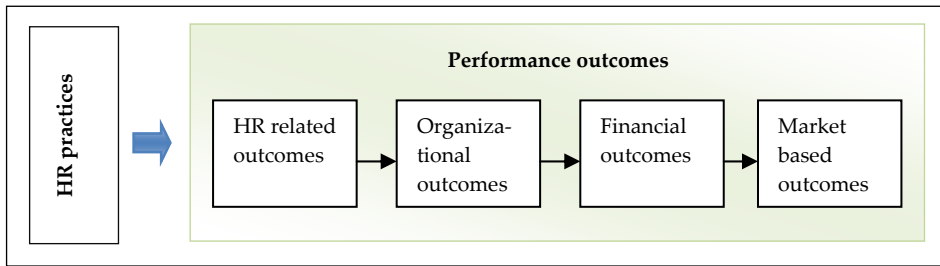 HR practices
Performance outcomes
HR related
outcomes
Organiza-
tional
outcomes
Financial
outcomes
Market
based
outcomes